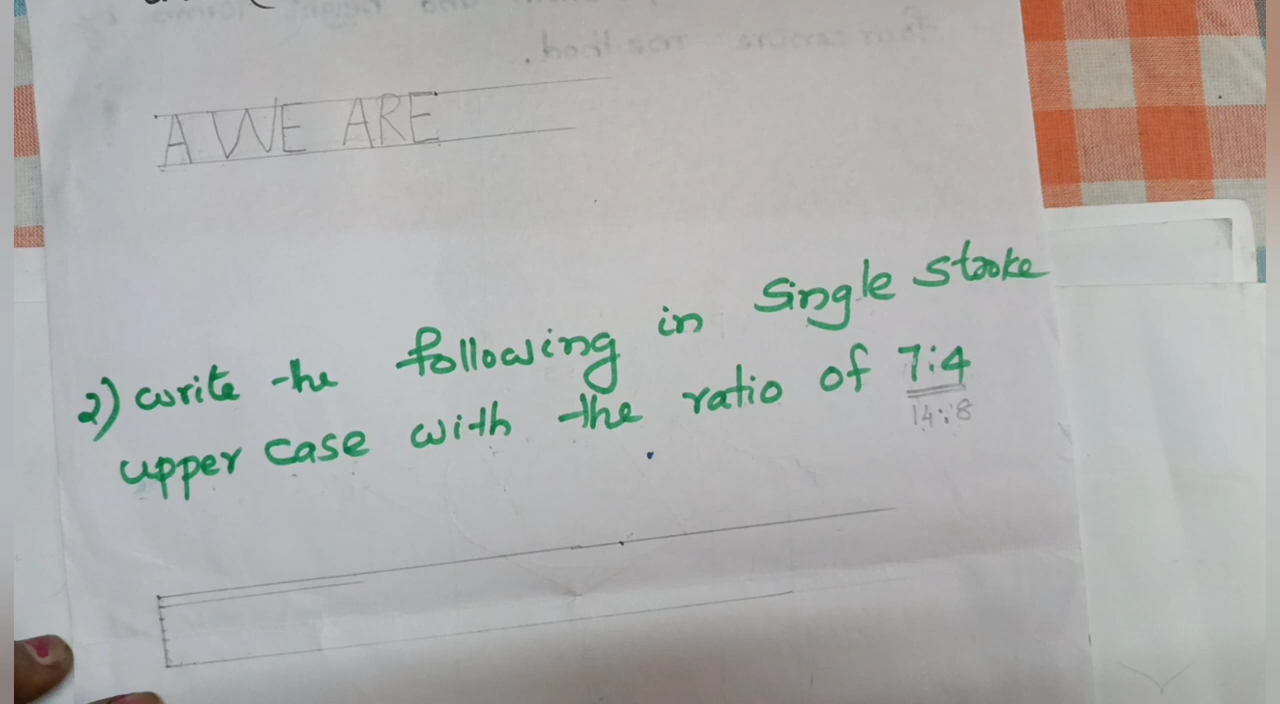 A WE ARE
2) write the following in Single Stroke
upper case with the ratio of 7:4
14:8